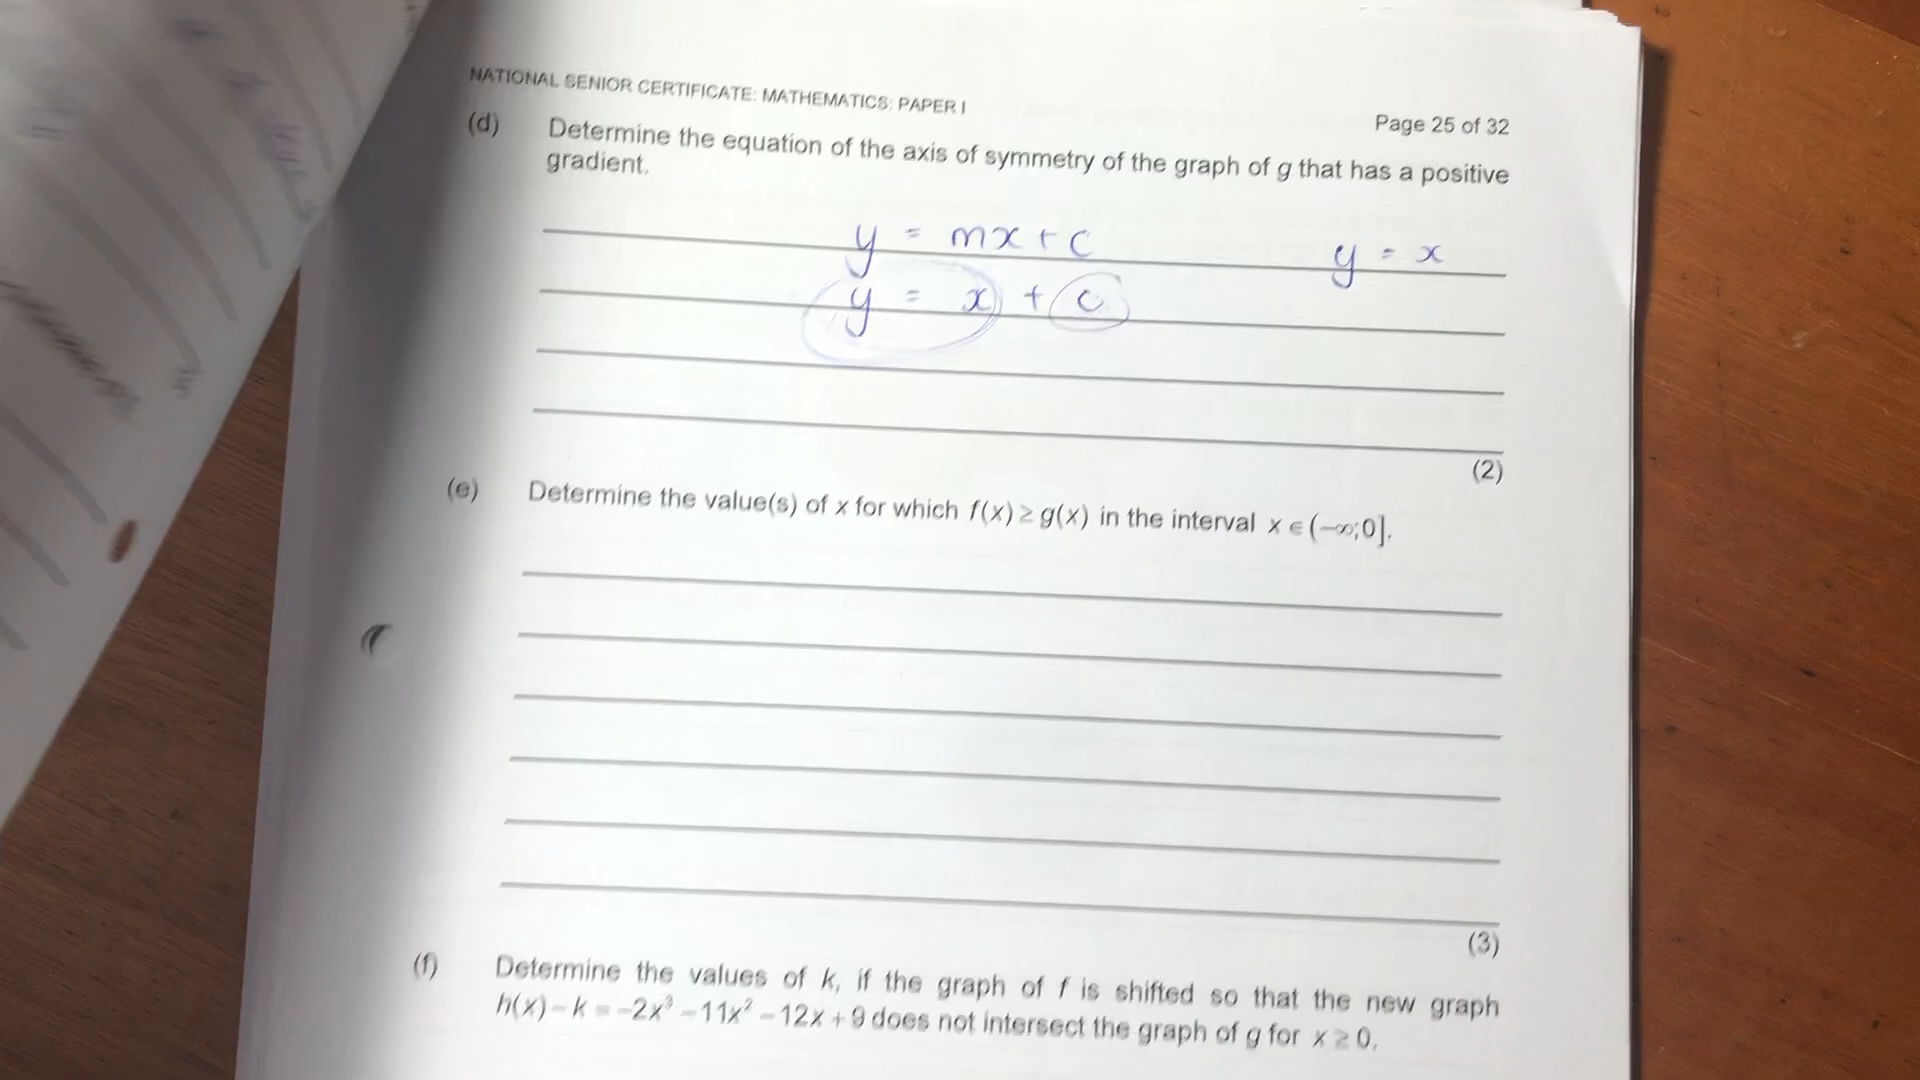 NATIONAL SENIOR CERTIFICATE: MATHEMATICS: PAPER I
Page 25 of 32
(d) Determine the equation of the axis of symmetry of the graph of g that has a positive
gradient.
y = mx + c
y = x
y = x + c
(2)
(e) Determine the value(s) of x for which f(x) ≥ g(x) in the interval x ∈ (−∞;0].
(3)
(f) Determine the values of k, if the graph of f is shifted so that the new graph
h(x) − k = −2x³ − 11x² − 12x + 9 does not intersect the graph of g for x ≥ 0.